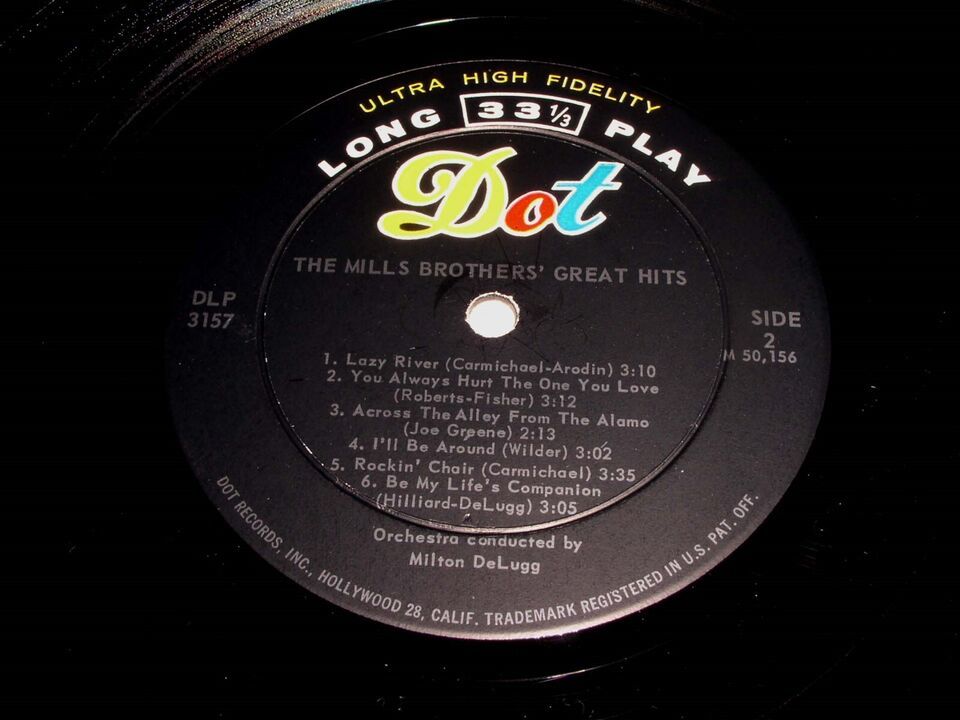 ULTRA HIGH FIDELITY
LONG 33 1/3 PLAY
Dot
THE MILLS BROTHERS' GREAT HITS
DLP
3157
SIDE
2
M 50,156
1. Lazy River (Carmichael-Arodin) 3:10
2. You Always Hurt The One You Love
(Roberts-Fisher) 3:12
3. Across The Alley From The Alamo
(Joe Greene) 2:13
4. I'll Be Around (Wilder) 3:02
5. Rockin' Chair (Carmichael) 3:35
6. Be My Life's Companion
(Hilliard-DeLugg) 3:05
Orchestra conducted by
Milton DeLugg
DOT RECORDS, INC., HOLLYWOOD 28, CALIF. TRADEMARK REGISTERED IN U.S. PAT. OFF.